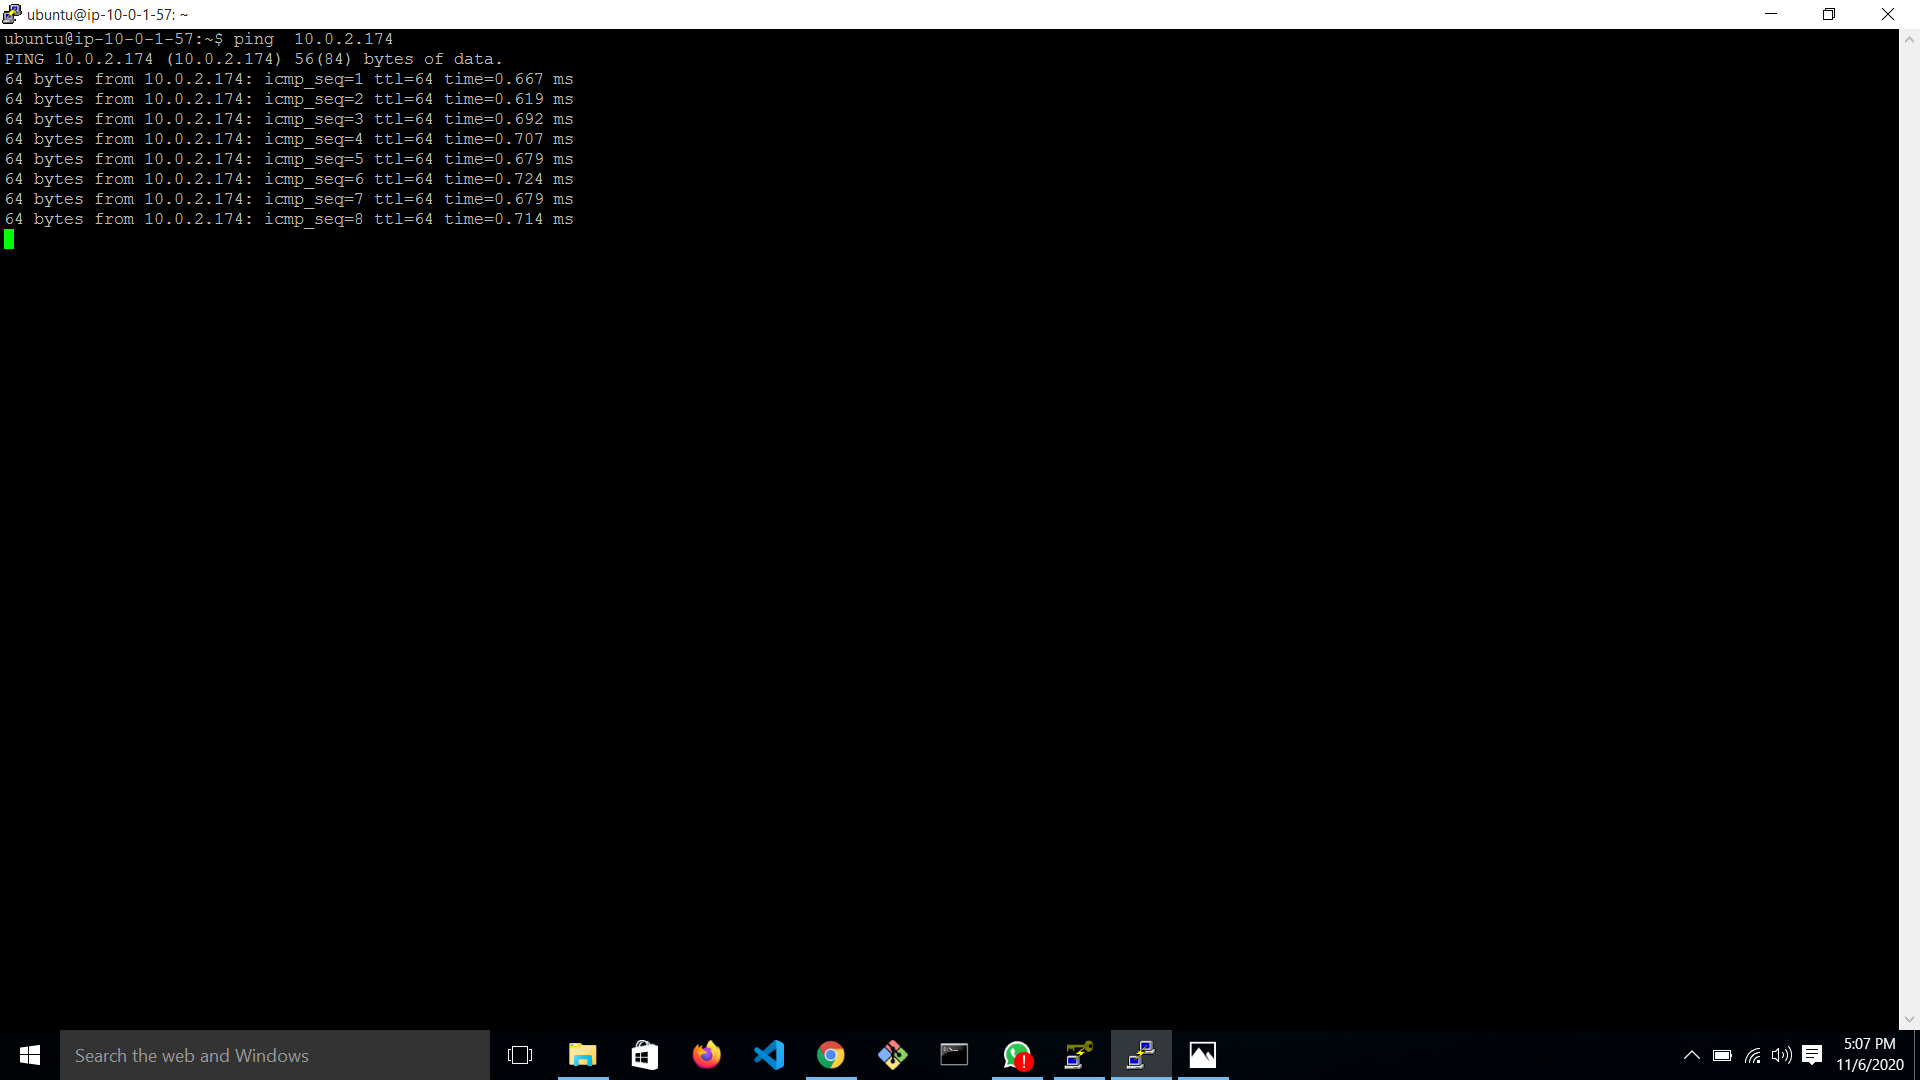 ubuntu@ip-10-0-1-57: ~
ubuntu@ip-10-0-1-57:~$ ping  10.0.2.174
PING 10.0.2.174 (10.0.2.174) 56(84) bytes of data.
64 bytes from 10.0.2.174: icmp_seq=1 ttl=64 time=0.667 ms
64 bytes from 10.0.2.174: icmp_seq=2 ttl=64 time=0.619 ms
64 bytes from 10.0.2.174: icmp_seq=3 ttl=64 time=0.692 ms
64 bytes from 10.0.2.174: icmp_seq=4 ttl=64 time=0.707 ms
64 bytes from 10.0.2.174: icmp_seq=5 ttl=64 time=0.679 ms
64 bytes from 10.0.2.174: icmp_seq=6 ttl=64 time=0.724 ms
64 bytes from 10.0.2.174: icmp_seq=7 ttl=64 time=0.679 ms
64 bytes from 10.0.2.174: icmp_seq=8 ttl=64 time=0.714 ms
Search the web and Windows
5:07 PM
11/6/2020